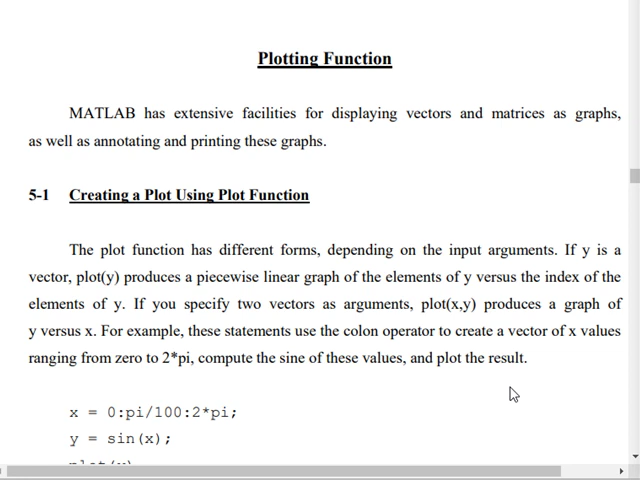 Plotting Function
MATLAB has extensive facilities for displaying vectors and matrices as graphs,
as well as annotating and printing these graphs.
5-1 Creating a Plot Using Plot Function
The plot function has different forms, depending on the input arguments. If y is a
vector, plot(y) produces a piecewise linear graph of the elements of y versus the index of the
elements of y. If you specify two vectors as arguments, plot(x,y) produces a graph of
y versus x. For example, these statements use the colon operator to create a vector of x values
ranging from zero to 2*pi, compute the sine of these values, and plot the result.
x = 0:pi/100:2*pi;
y = sin(x);